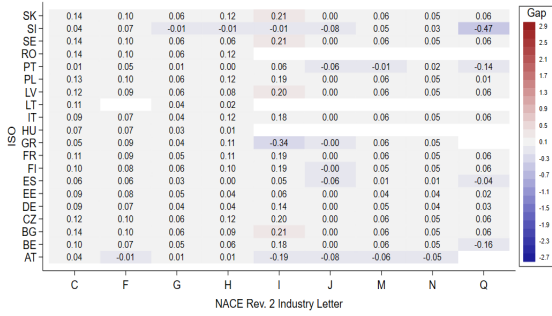 Gap
SK 0.14 0.10 0.06 0.12 0.21 0.00 0.06 0.05 0.06
SI 0.04 0.07 -0.01 -0.01 -0.01 -0.08 0.05 0.03 -0.47
SE 0.14 0.10 0.06 0.06 0.21 0.00 0.06 0.05 0.06
RO 0.14 0.10 0.06 0.12
PT 0.01 0.05 0.01 0.00 0.06 -0.06 -0.01 0.02 -0.14
PL 0.13 0.10 0.06 0.12 0.19 0.00 0.06 0.05 0.01
LV 0.12 0.09 0.06 0.08 0.20 0.00 0.06 0.05 0.06
LT 0.11 0.04 0.02
IT 0.09 0.07 0.04 0.12 0.18 0.00 0.06 0.05 0.06
HU 0.07 0.07 0.03 0.01
GR 0.05 0.09 0.04 0.11 -0.34 -0.00 0.06 0.05
FR 0.11 0.09 0.05 0.11 0.19 0.00 0.06 0.05 0.06
FI 0.10 0.08 0.06 0.10 0.19 -0.00 0.05 0.05 0.06
ES 0.06 0.06 0.03 0.00 0.05 -0.06 0.01 0.01 -0.04
EE 0.09 0.08 0.05 0.04 0.06 0.00 0.04 0.04 0.02
DE 0.09 0.07 0.04 0.04 0.14 0.00 0.05 0.04 0.03
CZ 0.12 0.10 0.06 0.12 0.20 0.00 0.06 0.05 0.06
BG 0.14 0.10 0.06 0.09 0.21 0.00 0.06 0.05 0.06
BE 0.10 0.07 0.05 0.06 0.18 0.00 0.06 0.05 -0.16
AT 0.04 -0.01 0.01 0.01 -0.19 -0.08 -0.06 -0.05
ISO
C F G H I J M N Q
NACE Rev. 2 Industry Letter
2.9
2.5
2.1
1.7
1.3
0.9
0.5
0.1
-0.3
-0.7
-1.1
-1.5
-1.9
-2.3
-2.7